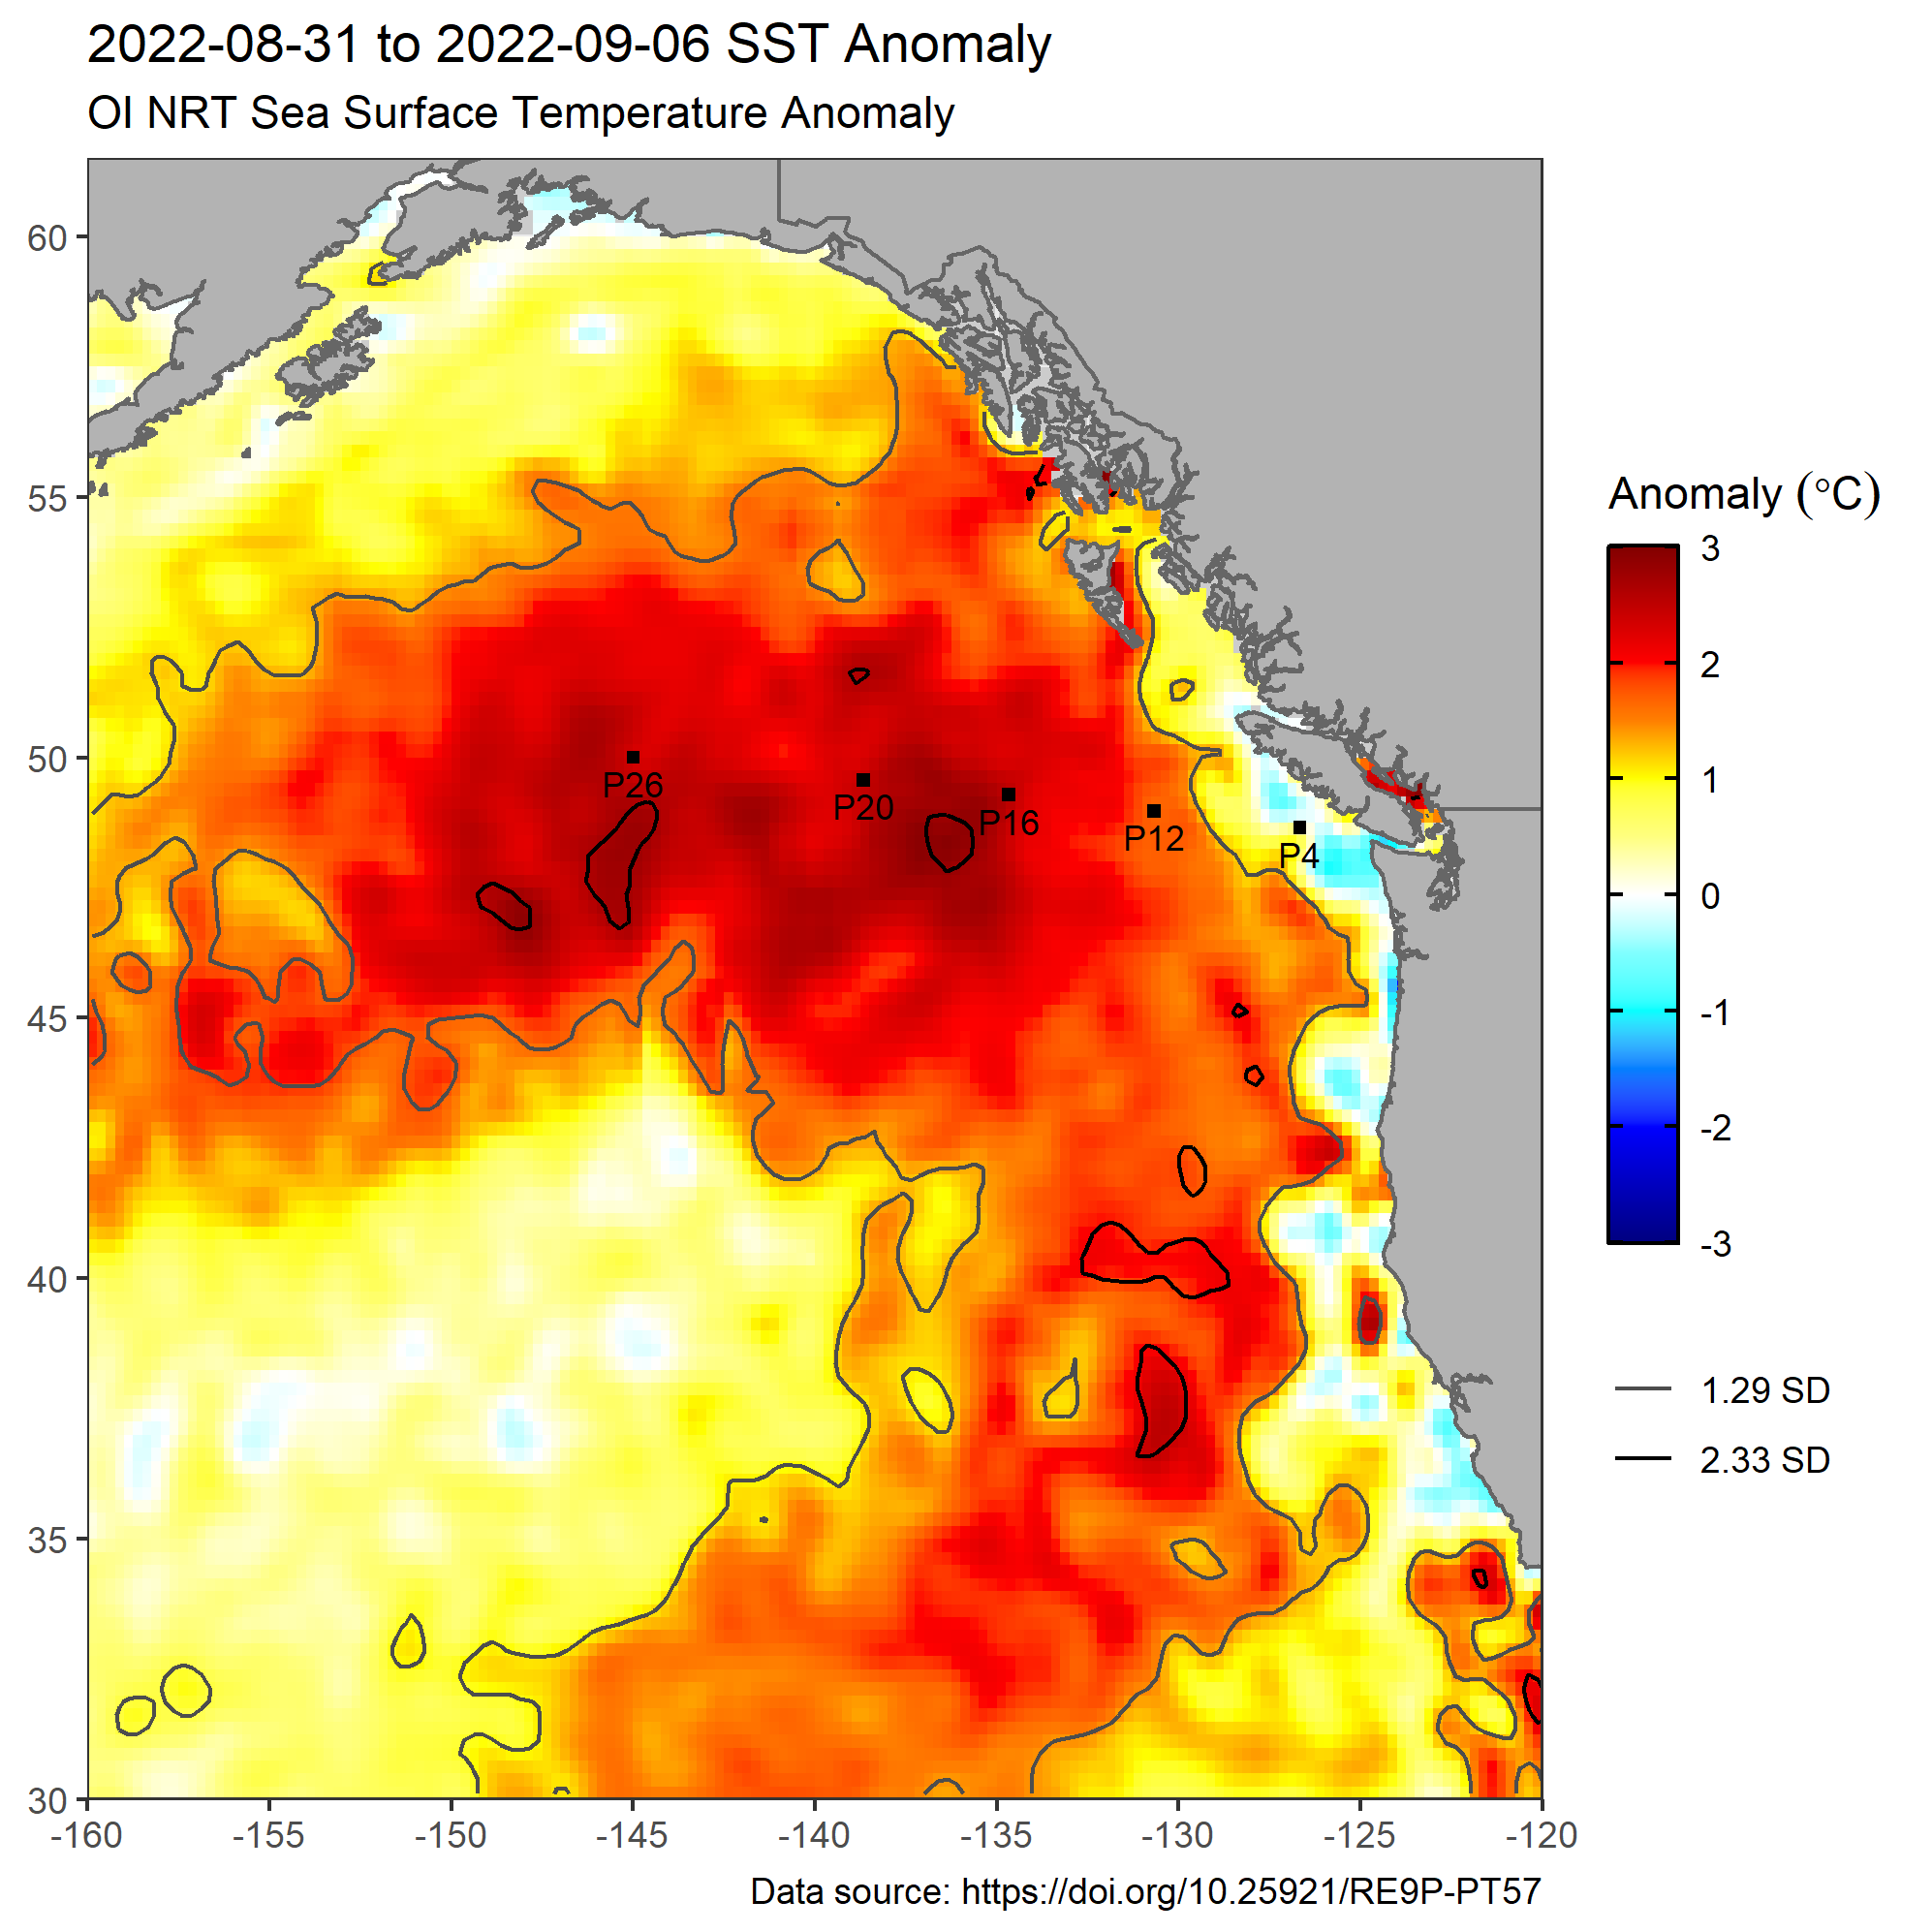 2022-08-31 to 2022-09-06 SST Anomaly
OI NRT Sea Surface Temperature Anomaly
60
55
50
45
40
35
30
P26
P20
P16
P12
P4
-160
-155
-150
-145
-140
-135
-130
-125
-120
Anomaly (°C)
3
2
1
0
-1
-2
-3
1.29 SD
2.33 SD
Data source: https://doi.org/10.25921/RE9P-PT57